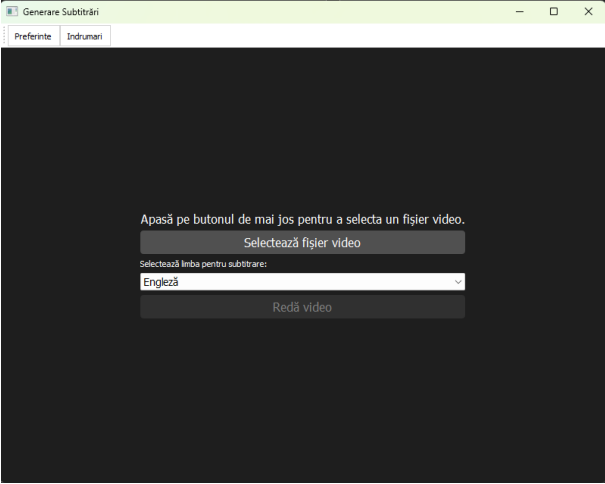 Generare Subtitrări
Preferinte Indrumari
Apasă pe butonul de mai jos pentru a selecta un fișier video.
Selectează fișier video
Selectează limba pentru subtitrare:
Engleză
Redă video